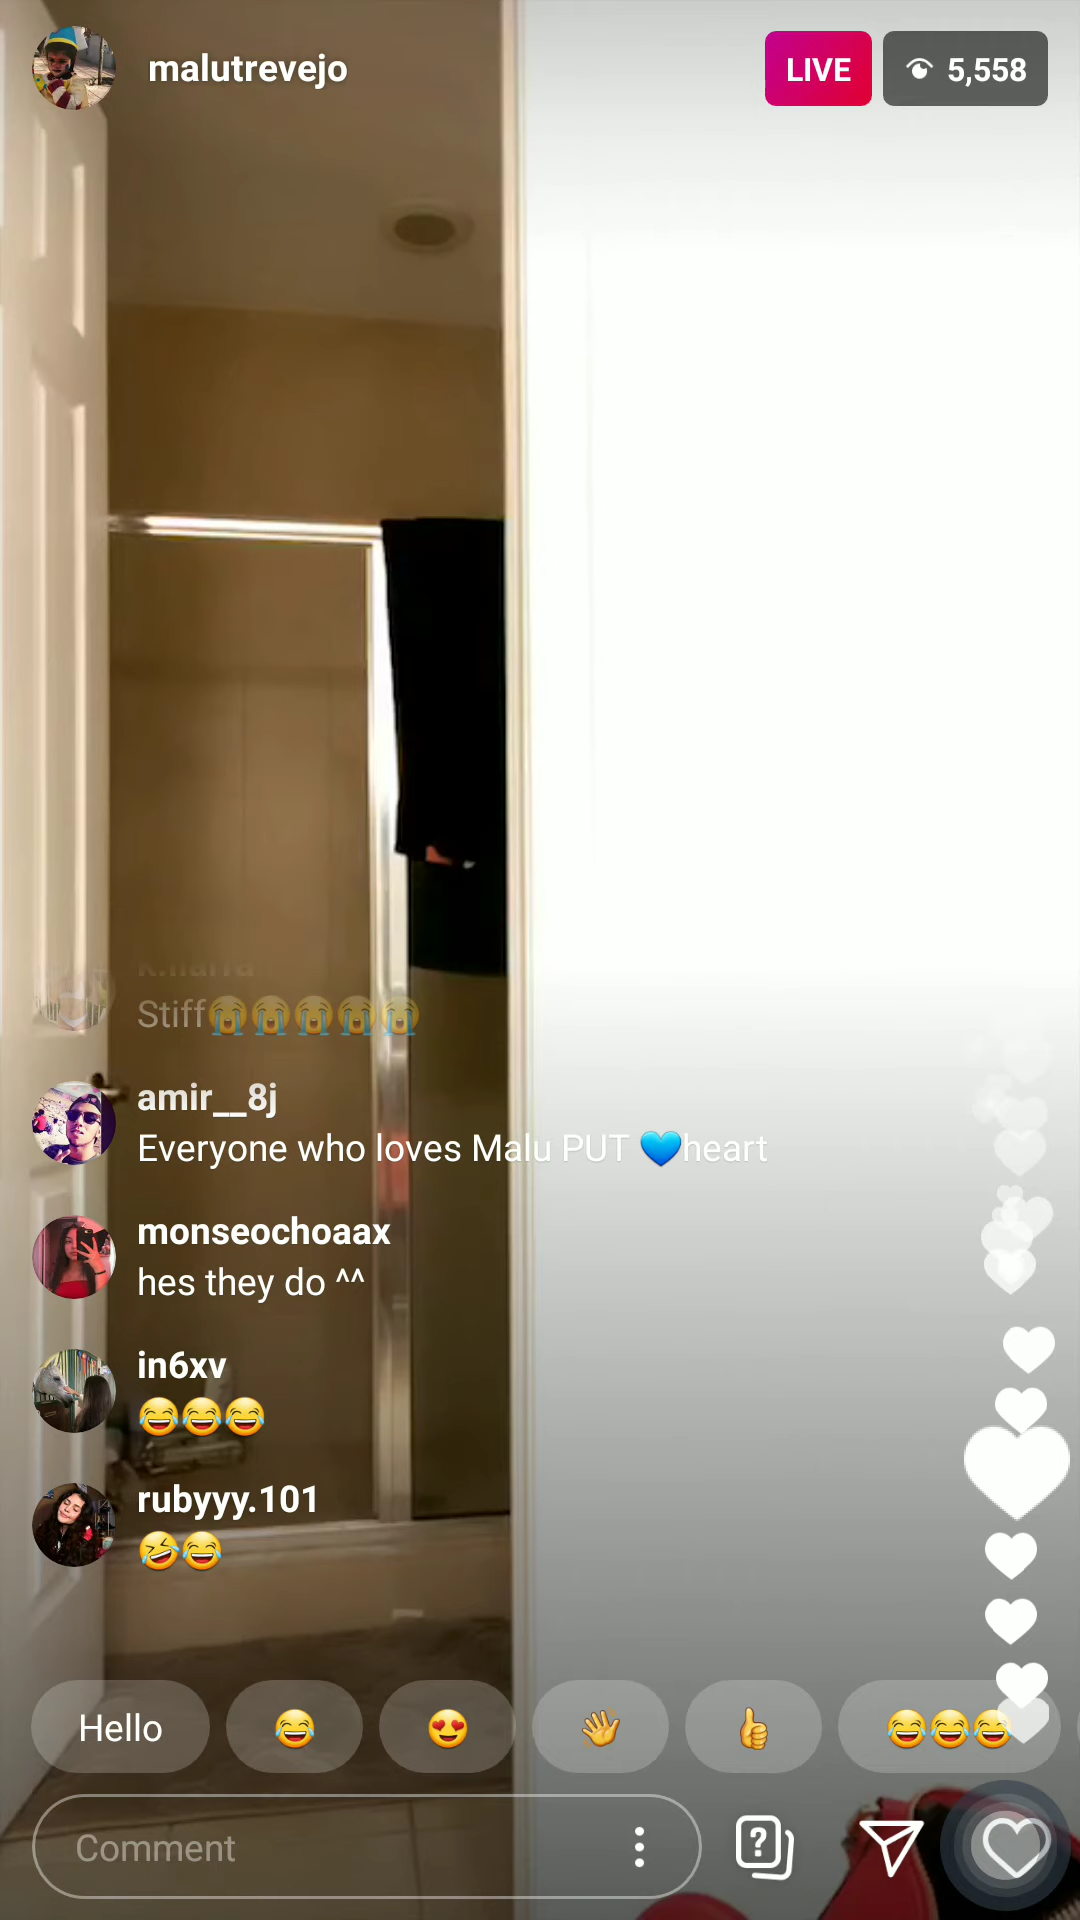 malutrevejo
LIVE
5,558
Stiff😭😭😭😭😭
amir__8j
Everyone who loves Malu PUT 💙heart
monseochoaax
hes they do ^^
in6xv
😂😂😂
rubyyy.101
🤣😂
Hello 😂 😍 👋 👍 😂😂😂
Comment